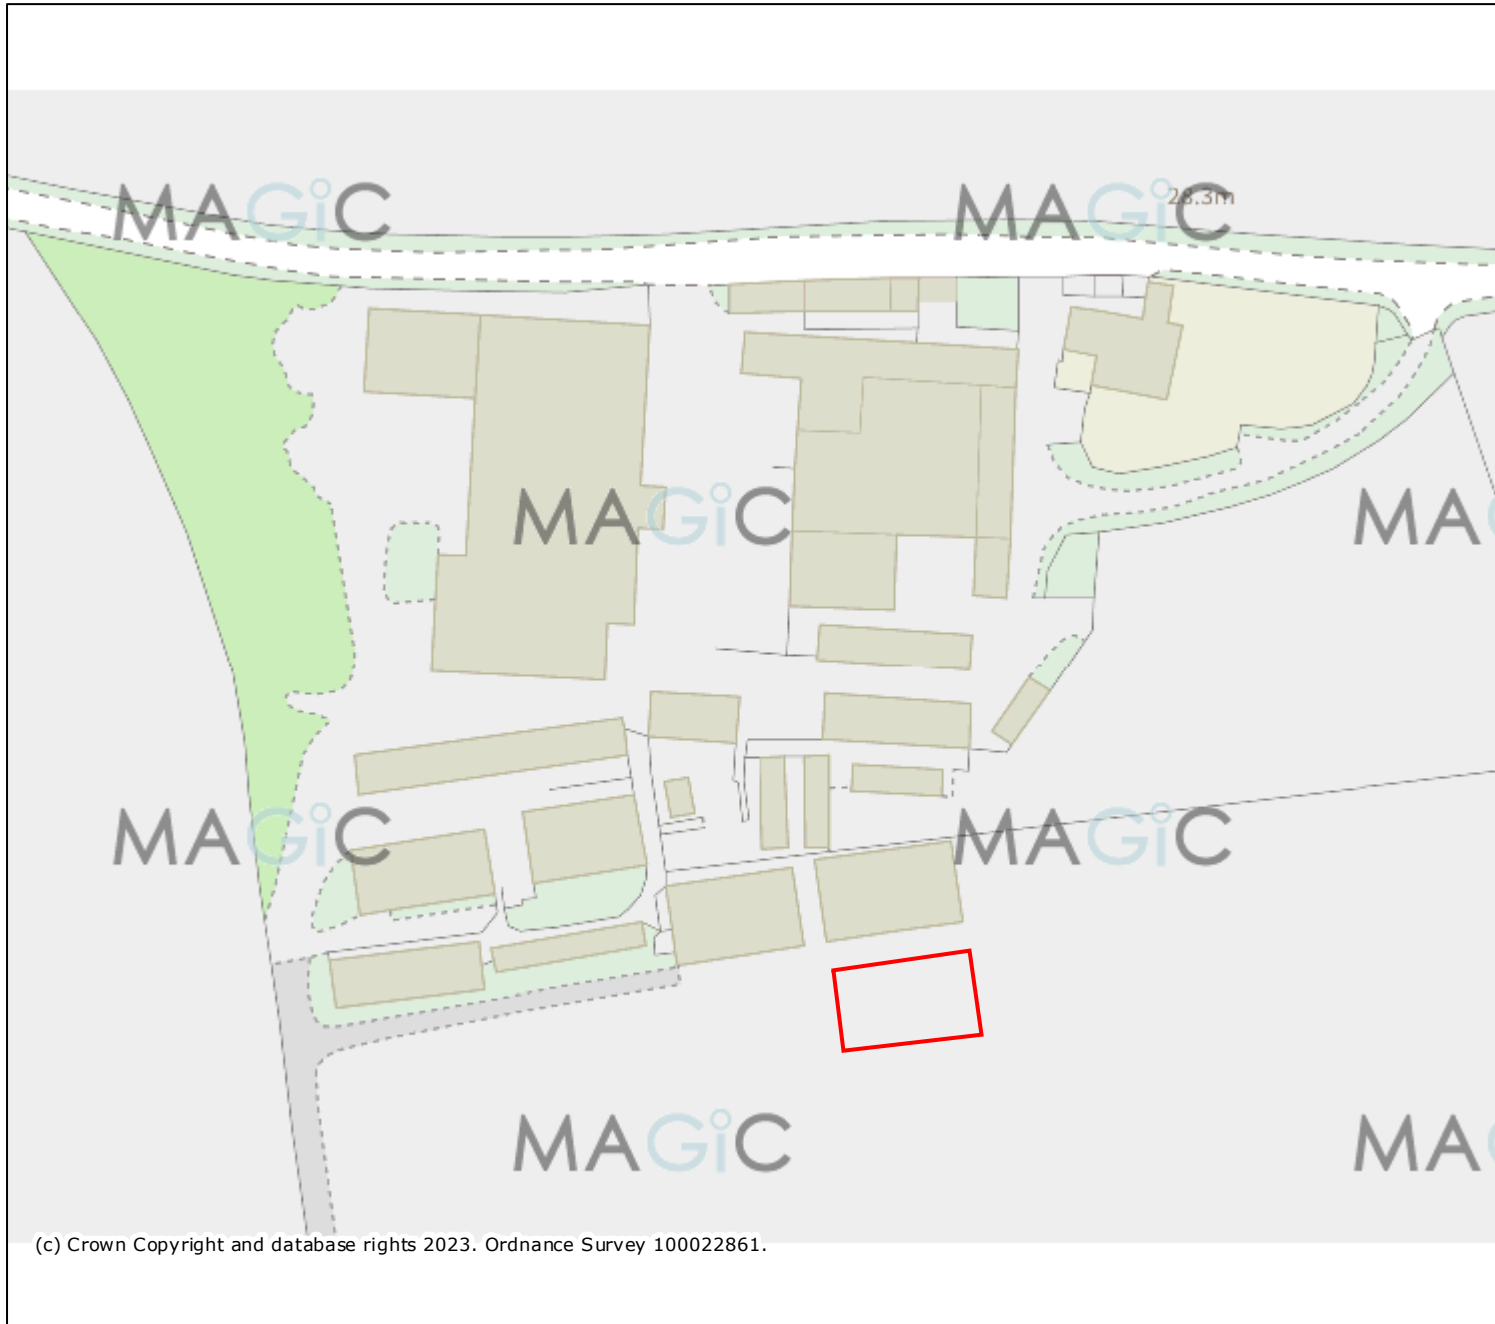 MAGiC MAGiC
28.3m
MAGiC MA
MAGiC MAGiC
MAGiC MA
(c) Crown Copyright and database rights 2023. Ordnance Survey 100022861.